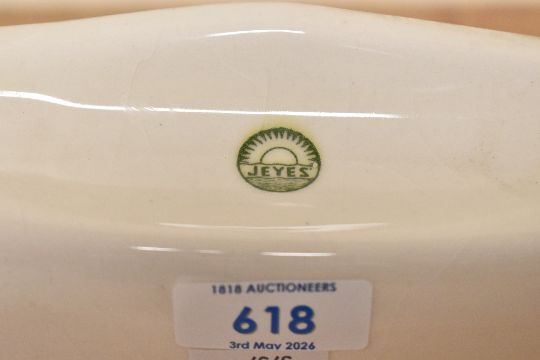 JEYES'
1818 AUCTIONEERS
618
3rd May 2026